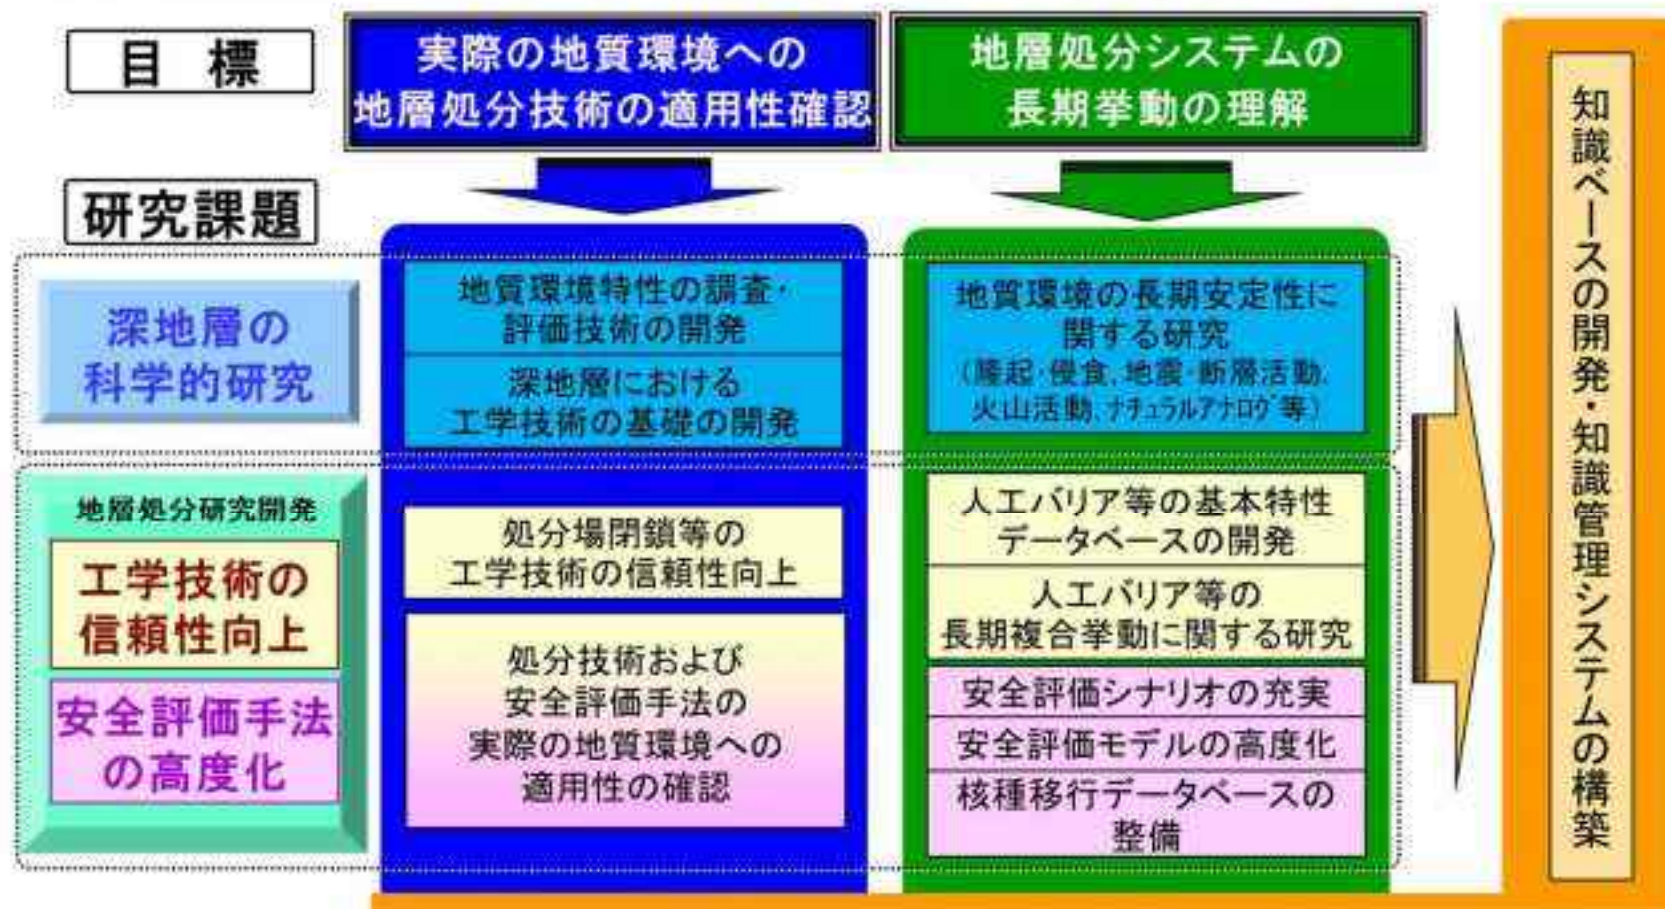 目 標
実際の地質環境への
地層処分技術の適用性確認
地層処分システムの
長期挙動の理解
研究課題
深地層の
科学的研究
地質環境特性の調査・
評価技術の開発
深地層における
工学技術の基礎の開発
地質環境の長期安定性に
関する研究
(隆起・侵食、地震・断層活動、
火山活動、ナチュラルアナログ等)
地層処分研究開発
工学技術の
信頼性向上
安全評価手法
の高度化
処分場閉鎖等の
工学技術の信頼性向上
処分技術および
安全評価手法の
実際の地質環境への
適用性の確認
人工バリア等の基本特性
データベースの開発
人工バリア等の
長期複合挙動に関する研究
安全評価シナリオの充実
安全評価モデルの高度化
核種移行データベースの
整備
知識ベースの開発・知識管理システムの構築